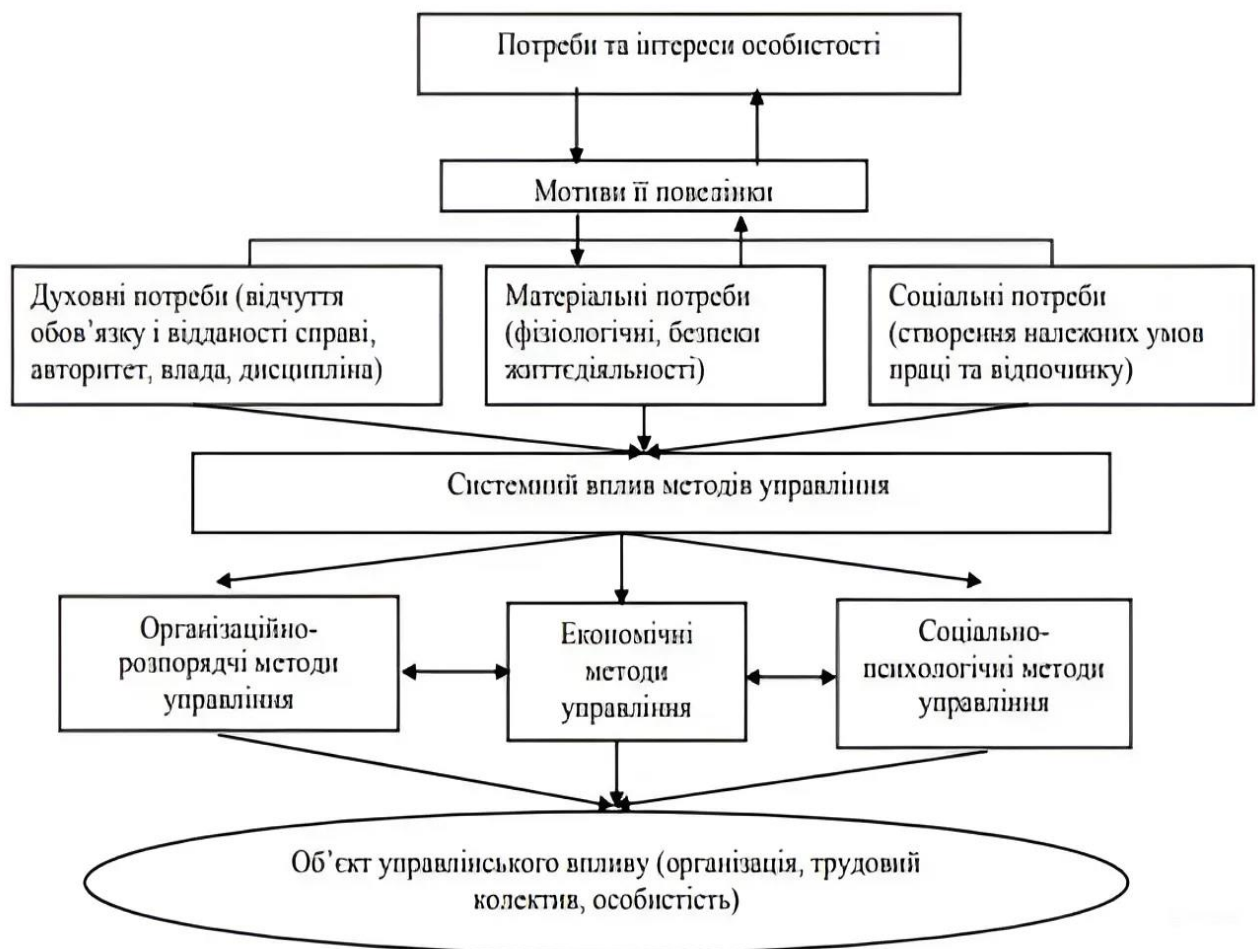 Потреби та інтереси особистості
Мотиви її поведінки
Духовні потреби (відчуття
обов’язку і відданості справі,
авторитет, влада, дисципліна)
Матеріальні потреби
(фізіологічні, безпеки
життєдіяльності)
Соціальні потреби
(створення належних умов
праці та відпочинку)
Системний вплив методів управління
Організаційно-
розпорядчі методи
управління
Економічні
методи
управління
Соціально-
психологічні методи
управління
Об’єкт управлінського впливу (організація, трудовий
колектив, особистість)